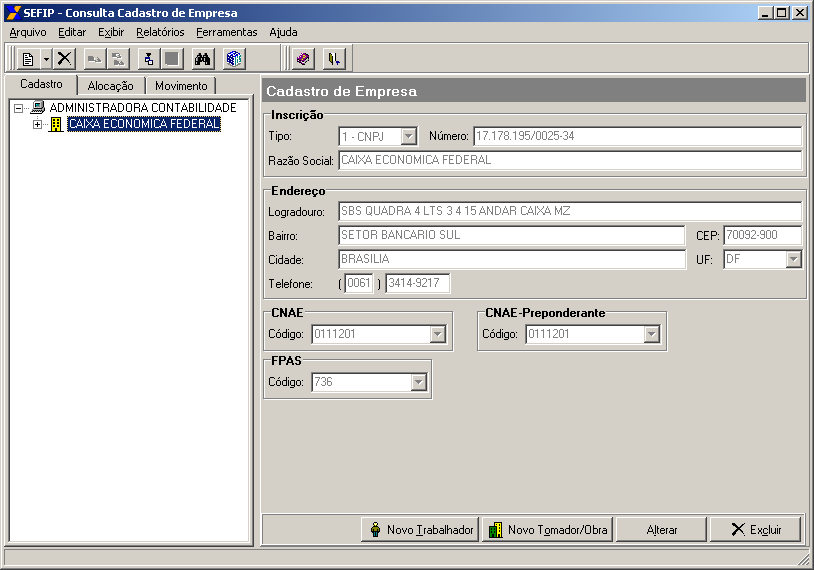 SEFIP - Consulta Cadastro de Empresa
Arquivo Editar Exibir Relatórios Ferramentas Ajuda
Cadastro Alocação Movimento
ADMINISTRADORA CONTABILIDADE
CAIXA ECONOMICA FEDERAL
Cadastro de Empresa
Inscrição
Tipo: 1 - CNPJ Número: 17.178.195/0025-34
Razão Social: CAIXA ECONOMICA FEDERAL
Endereço
Logradouro: SBS QUADRA 4 LTS 3 4 15 ANDAR CAIXA MZ
Bairro: SETOR BANCARIO SUL CEP: 70092-900
Cidade: BRASILIA UF: DF
Telefone: ( 0061 ) 3414-9217
CNAE CNAE-Preponderante
Código: 0111201 Código: 0111201
FPAS
Código: 736
Novo Trabalhador Novo Tomador/Obra Alterar Excluir